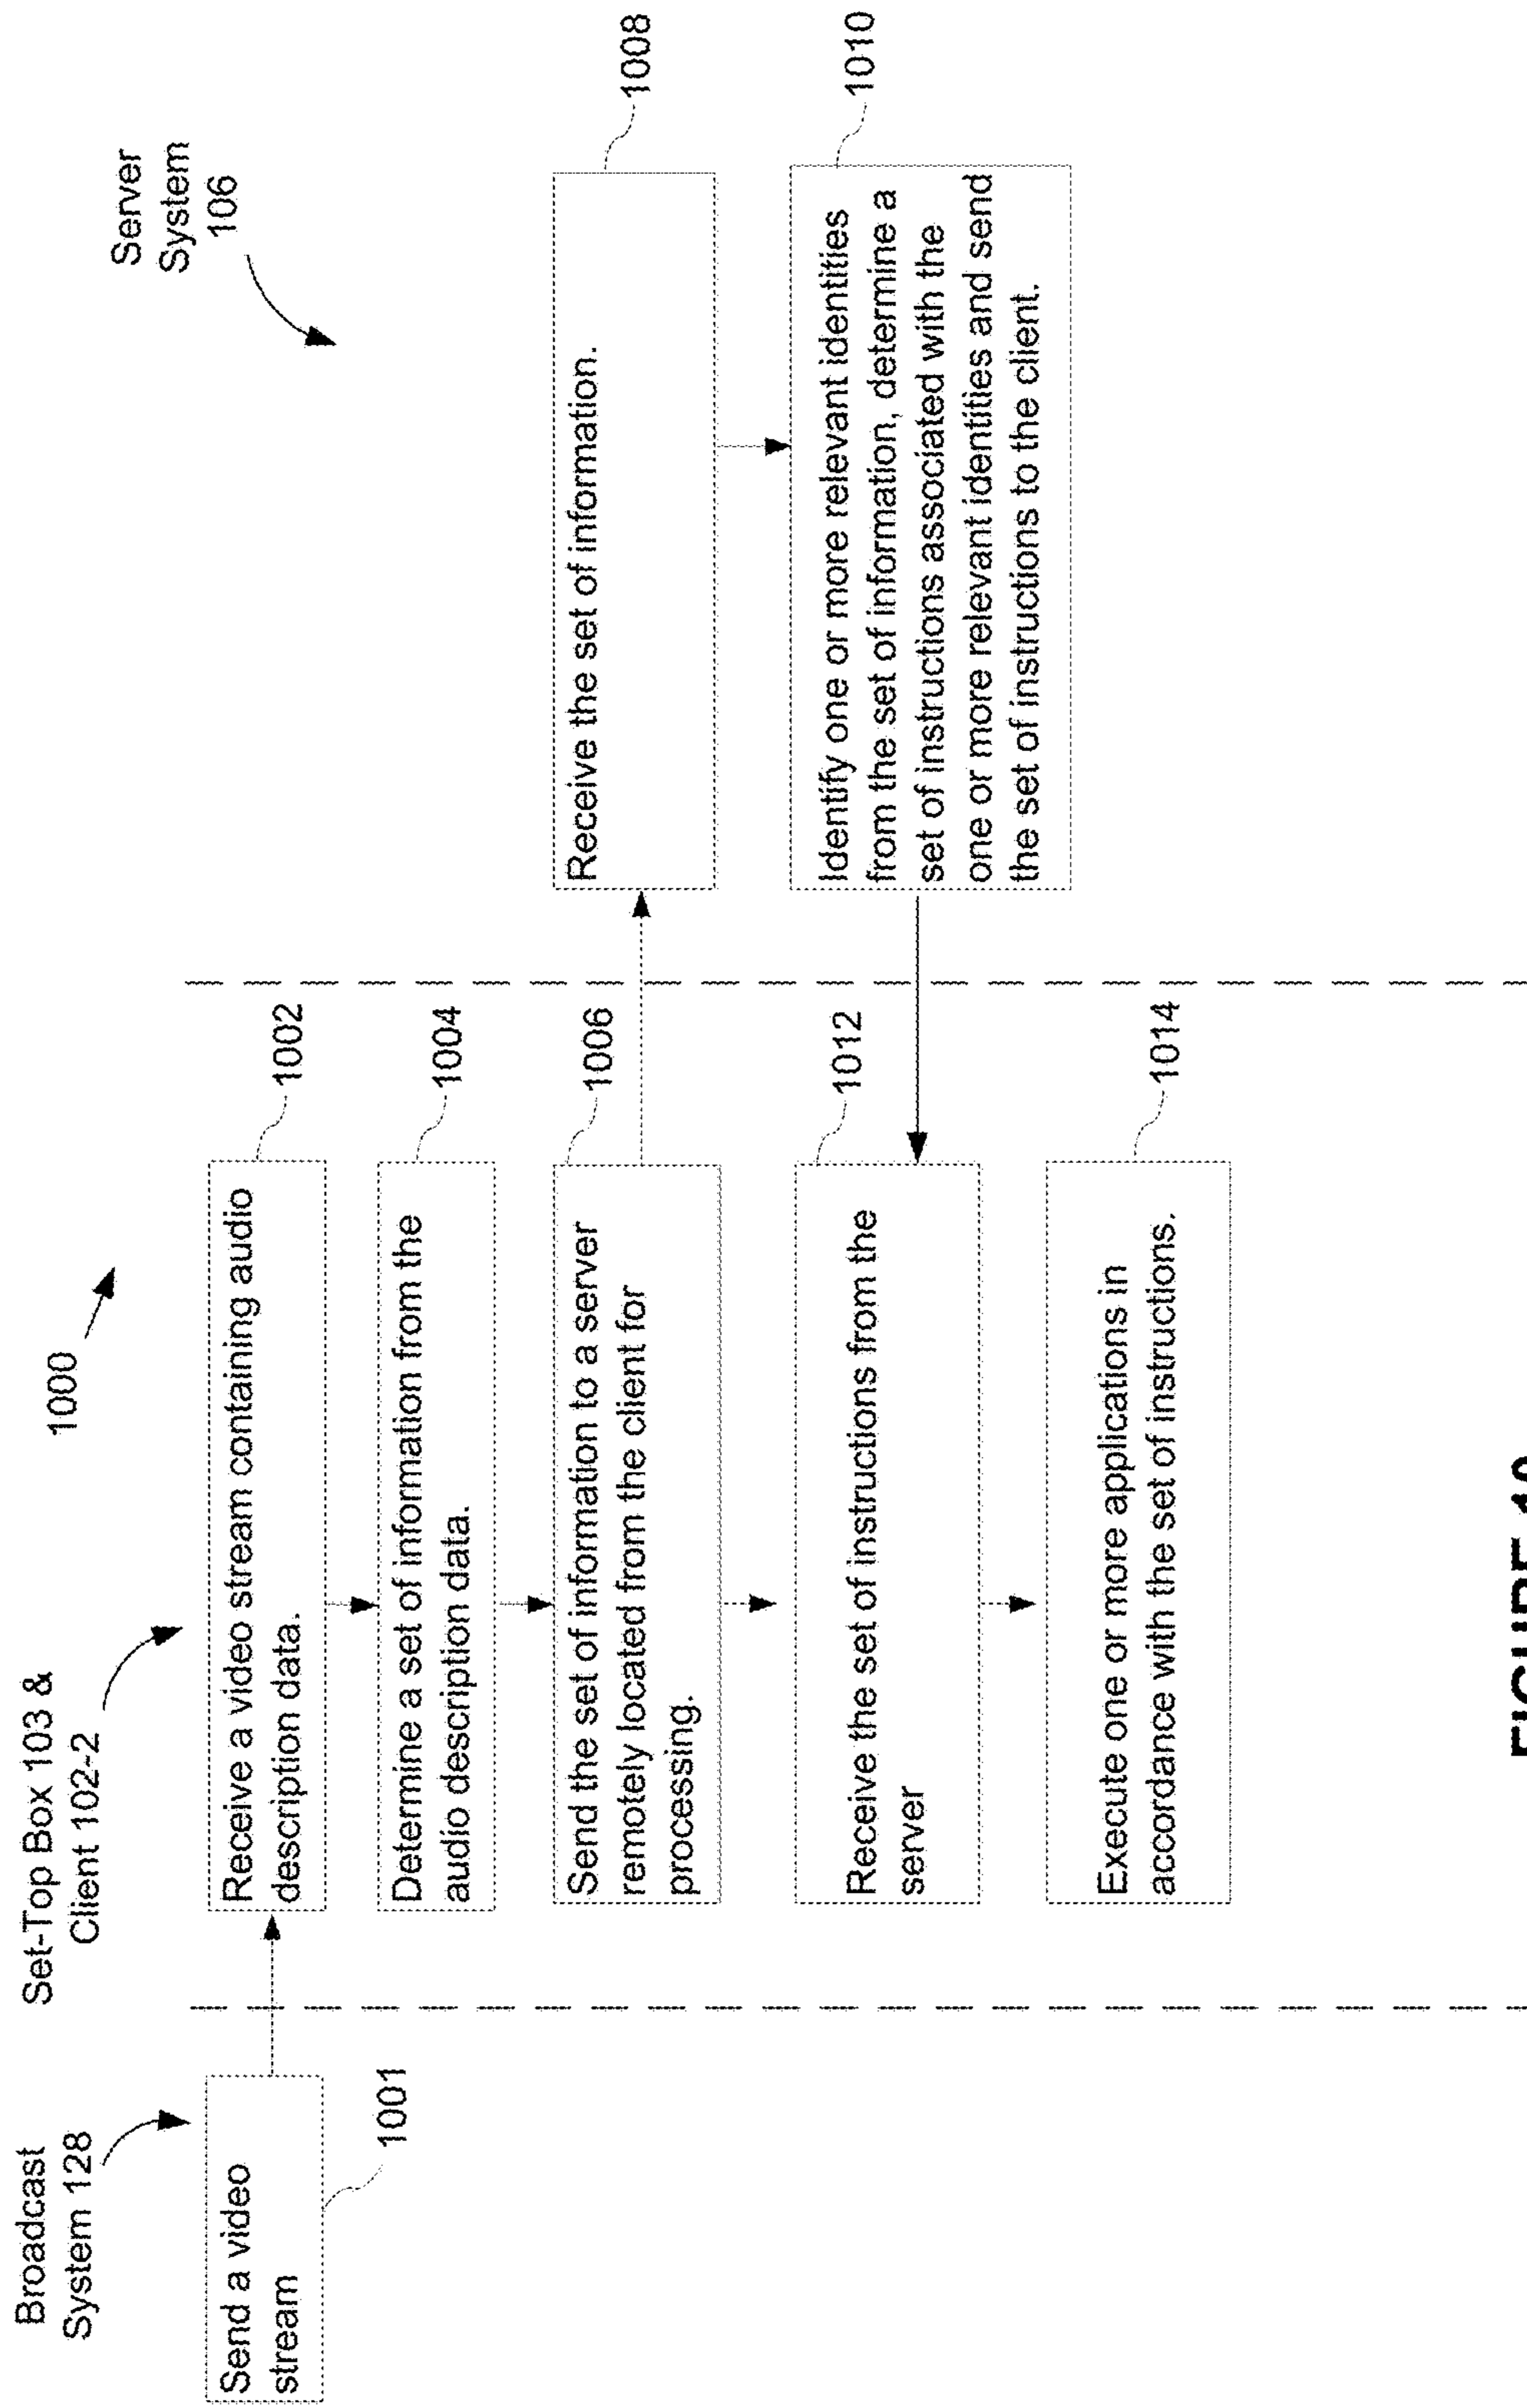 1000
Broadcast
System 128
Set-Top Box 103 &
Client 102-2
Server
System
106
Send a video
stream
1001
Receive a video stream containing audio
description data.
1002
Determine a set of information from the
audio description data.
1004
Send the set of information to a server
remotely located from the client for
processing.
1006
Receive the set of information.
1008
Identify one or more relevant identities
from the set of information, determine a
set of instructions associated with the
one or more relevant identities and send
the set of instructions to the client.
1010
Receive the set of instructions from the
server
1012
Execute one or more applications in
accordance with the set of instructions.
1014
FIGURE 10